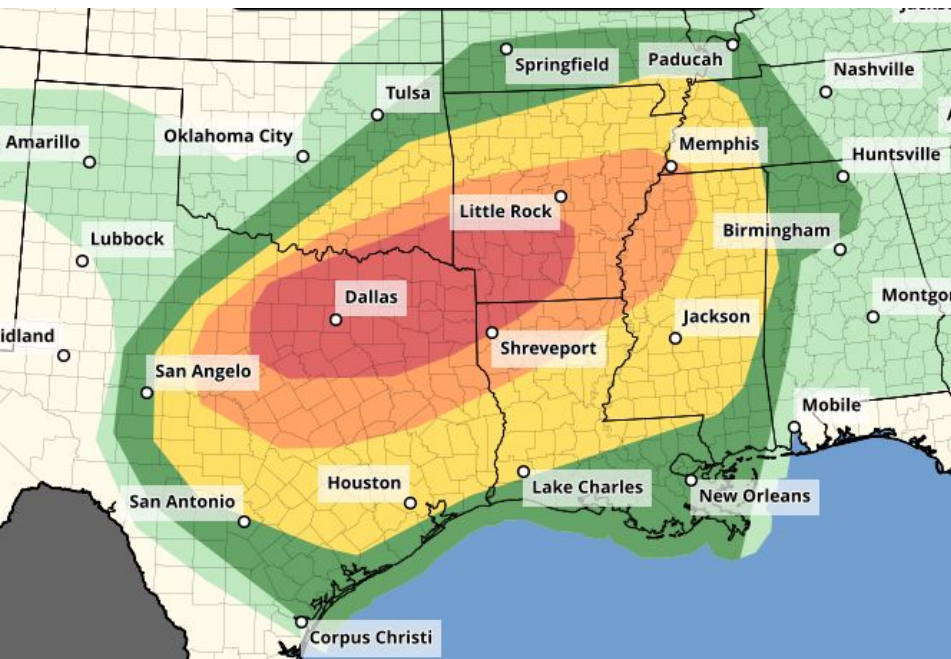 Springfield
Paducah
Nashville
Tulsa
Amarillo
Oklahoma City
Memphis
Huntsville
Little Rock
Lubbock
Birmingham
Dallas
Montgo
Jackson
idland
Shreveport
San Angelo
Mobile
Houston
Lake Charles
San Antonio
New Orleans
Corpus Christi